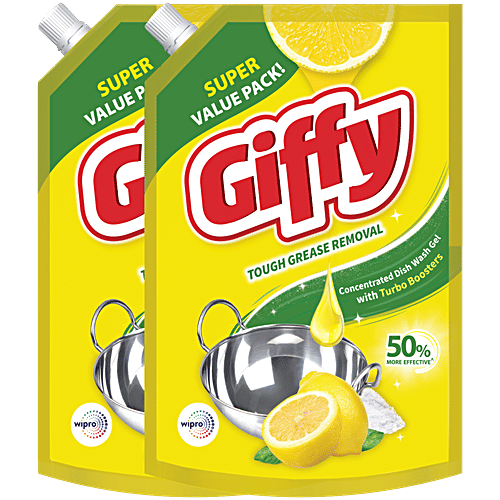 SUPER
VALUE P
G
T
wipro
SUPER
VALUE PACK!
Giffy
TOUGH GREASE REMOVAL
Concentrated Dish Wash Gel
with Turbo Boosters
50%
MORE EFFECTIVE^
wipro